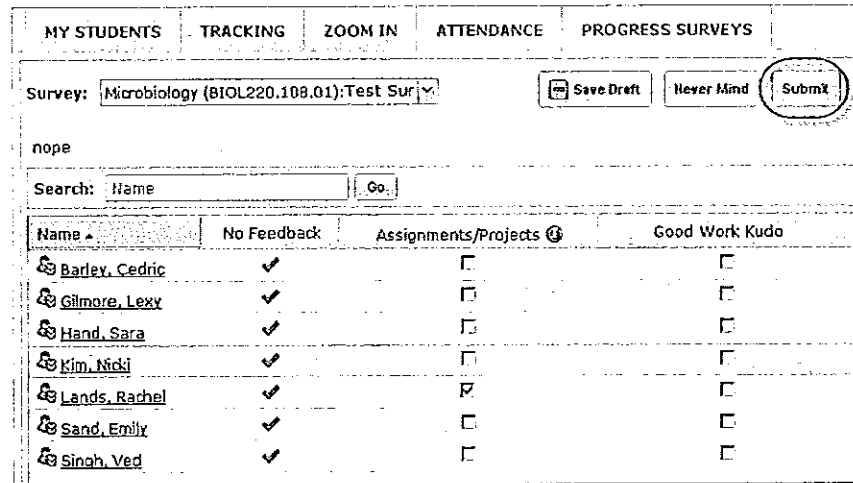 MY STUDENTS TRACKING ZOOM IN ATTENDANCE PROGRESS SURVEYS
Survey: Microbiology (BIOL220.108.01):Test Sur Save Draft Never Mind Submit
nope
Search: Name Go
Name No Feedback Assignments/Projects Good Work Kudo
Barley, Cedric
Gilmore, Lexy
Hand, Sara
Kim, Nicki
Lands, Rachel
Sand, Emily
Singh, Ved